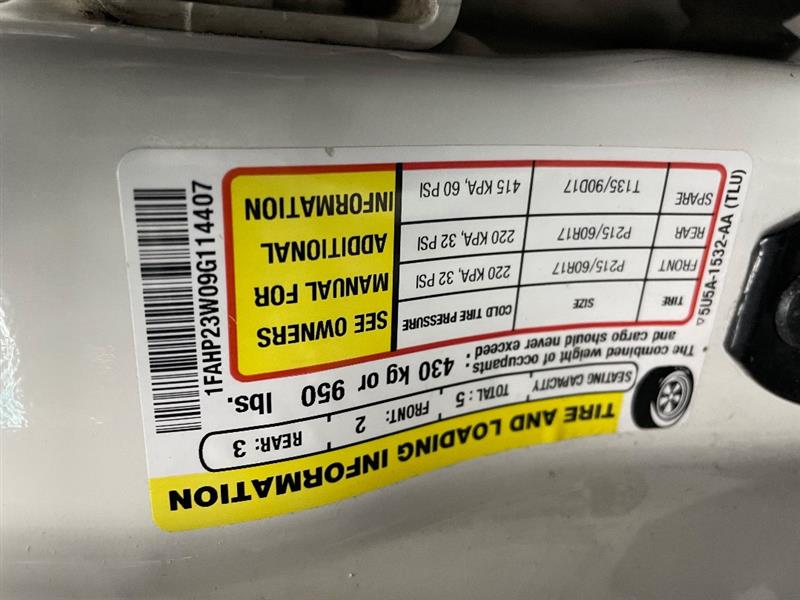 TIRE AND LOADING INFORMATION
SEATING CAPACITY TOTAL : 5 FRONT: 2 REAR: 3
The combined weight of occupants
and cargo should never exceed: 430 kg or 950 lbs.
TIRE SIZE COLD TIRE PRESSURE
FRONT P215/60R17 220 KPA, 32 PSI
REAR P215/60R17 220 KPA, 32 PSI
SPARE T135/90D17 415 KPA, 60 PSI
SEE OWNERS
MANUAL FOR
ADDITIONAL
INFORMATION
5U5A-1532-AA (TLU)
1FAHP23W09G114407